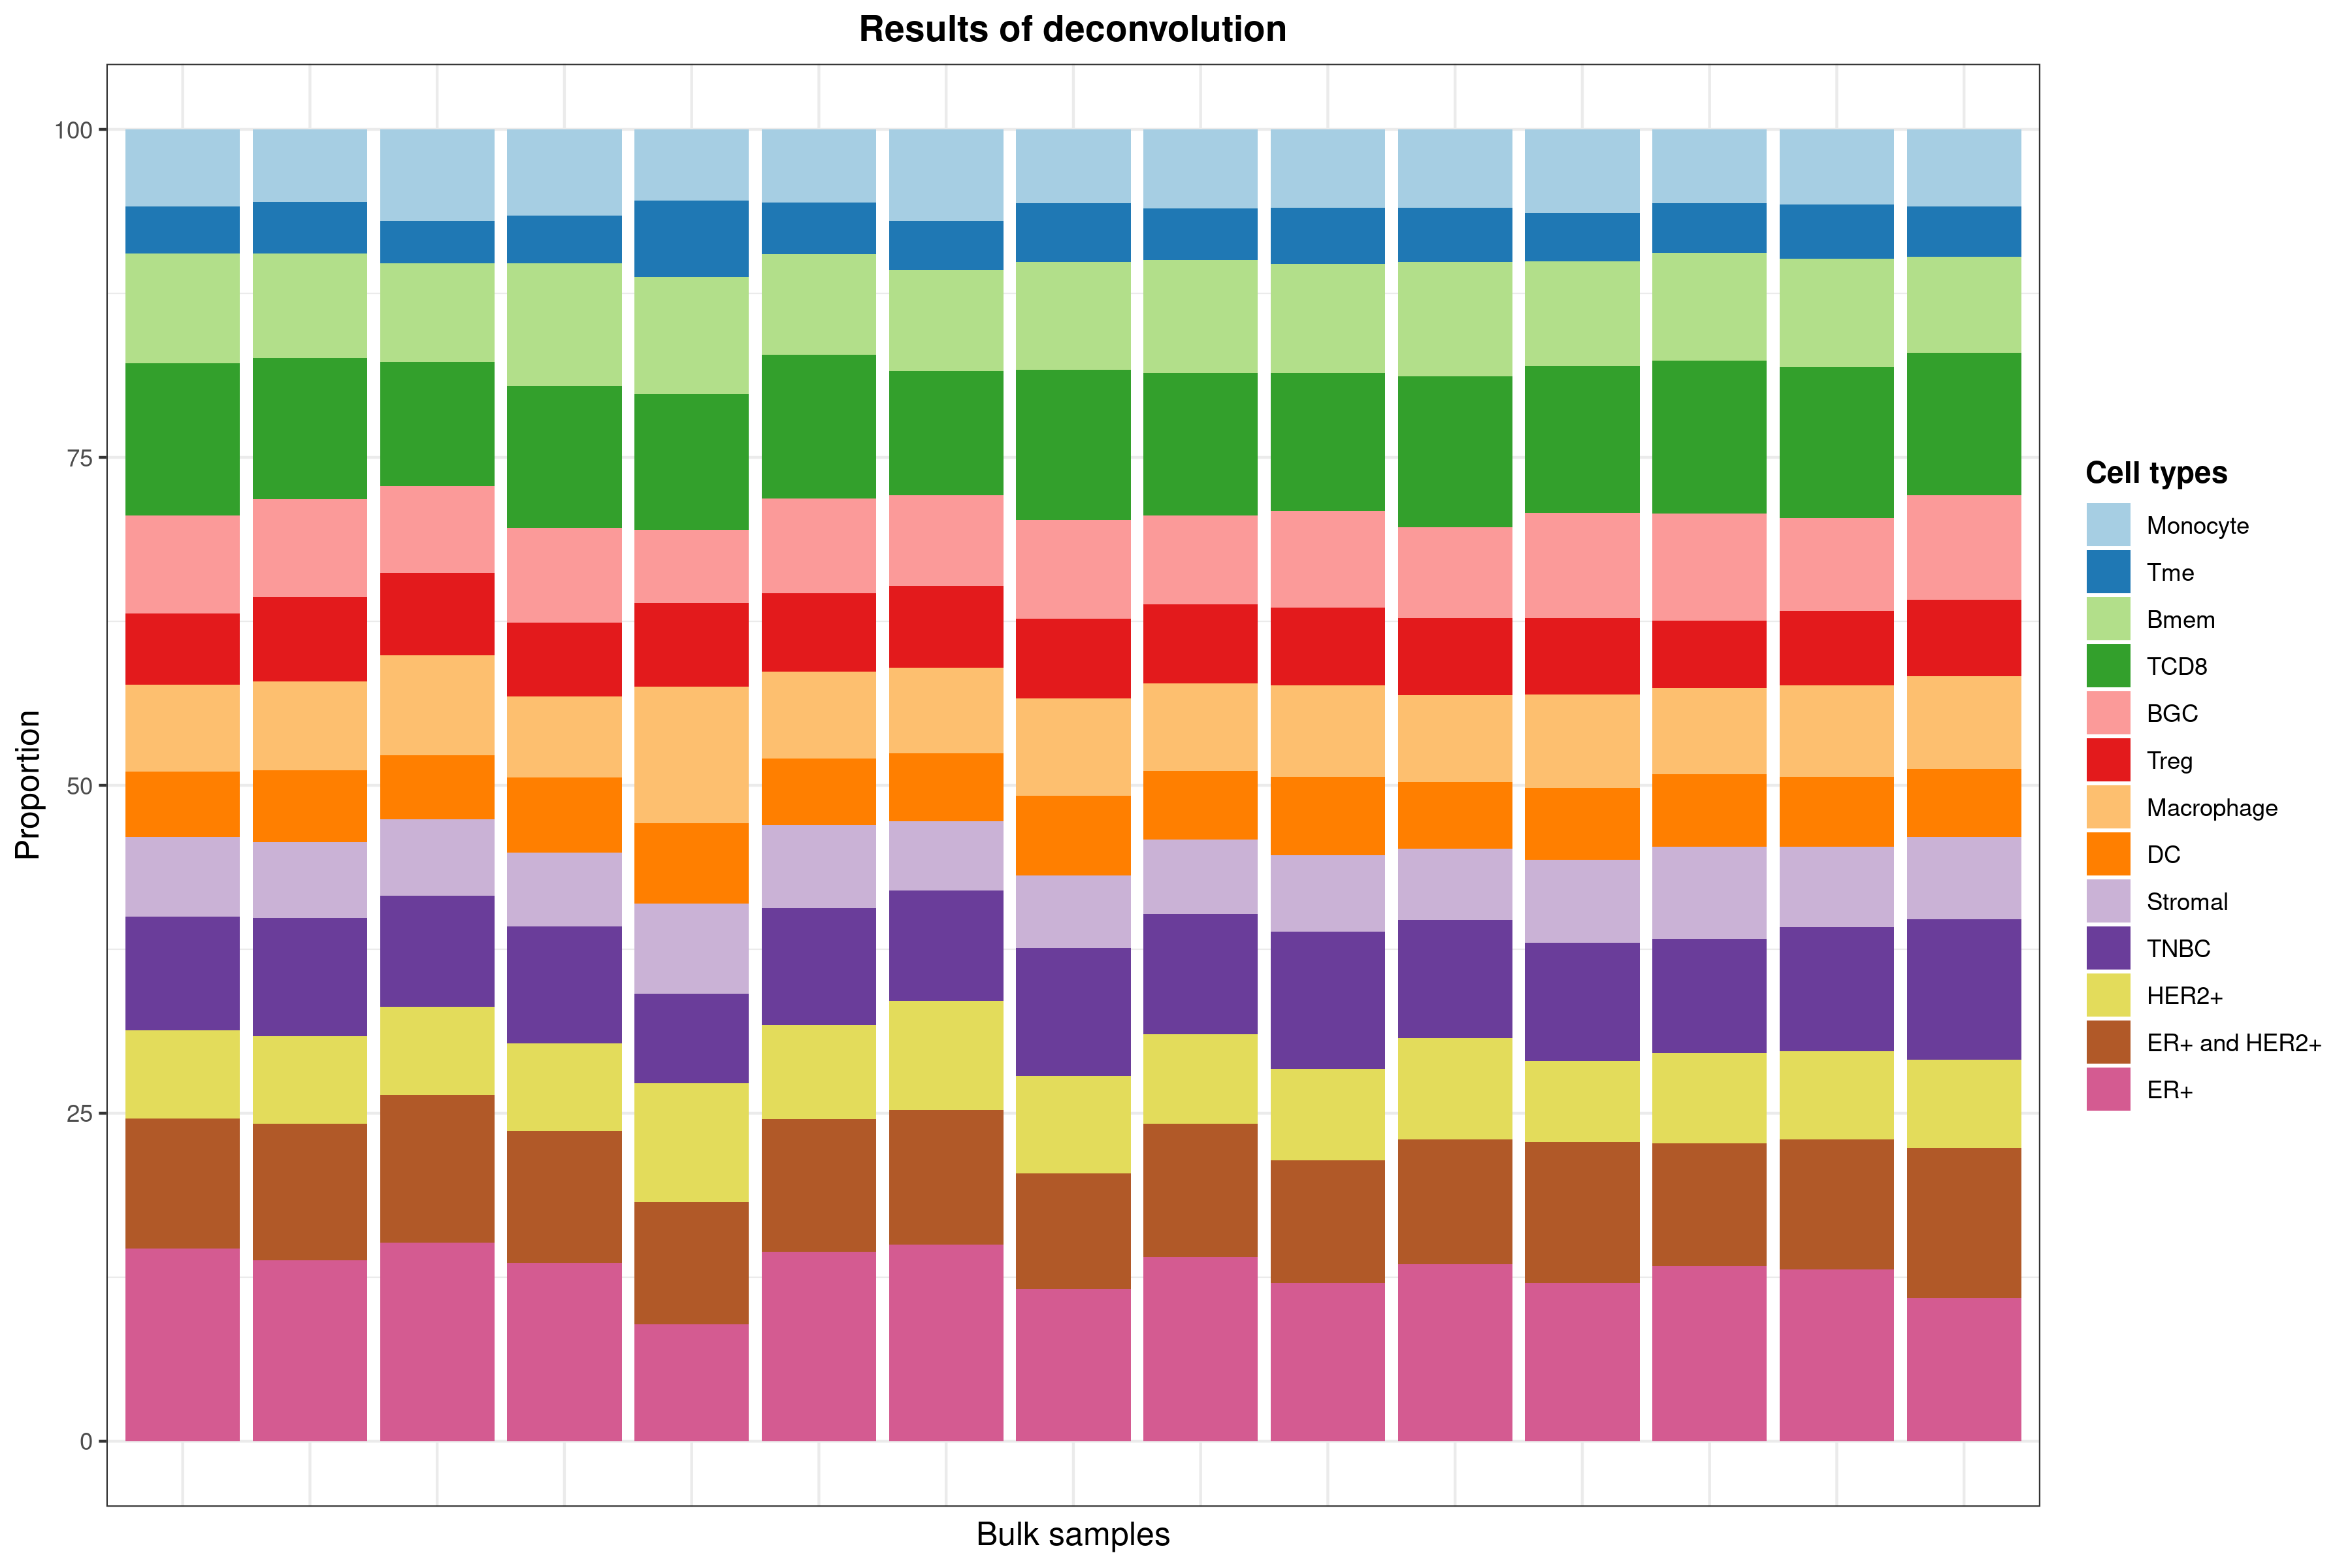 Results of deconvolution
Proportion
100
75
50
25
0
Bulk samples
Cell types
Monocyte
Tme
Bmem
TCD8
BGC
Treg
Macrophage
DC
Stromal
TNBC
HER2+
ER+ and HER2+
ER+